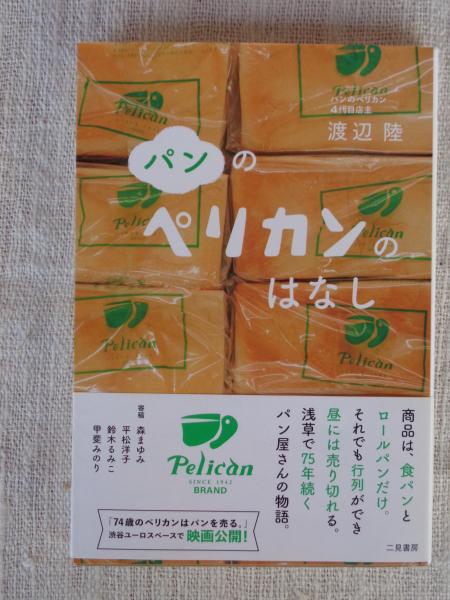 Pelican
Pelican
パンのペリカン
4代目店主
渡辺 陸
パンの
ペリカンの
はなし
Pelican
Pelican
Pelican
Pelican
商品は、食パンと
ロールパンだけ。
それでも行列ができ
昼には売り切れる。
浅草で75年続く
パン屋さんの物語。
寄稿 森まゆみ
平松洋子
鈴木るみこ
甲斐みのり
Pelican
SINCE 1942
BRAND
「74歳のペリカンはパンを売る。」
渋谷ユーロスペースで映画公開!
二見書房